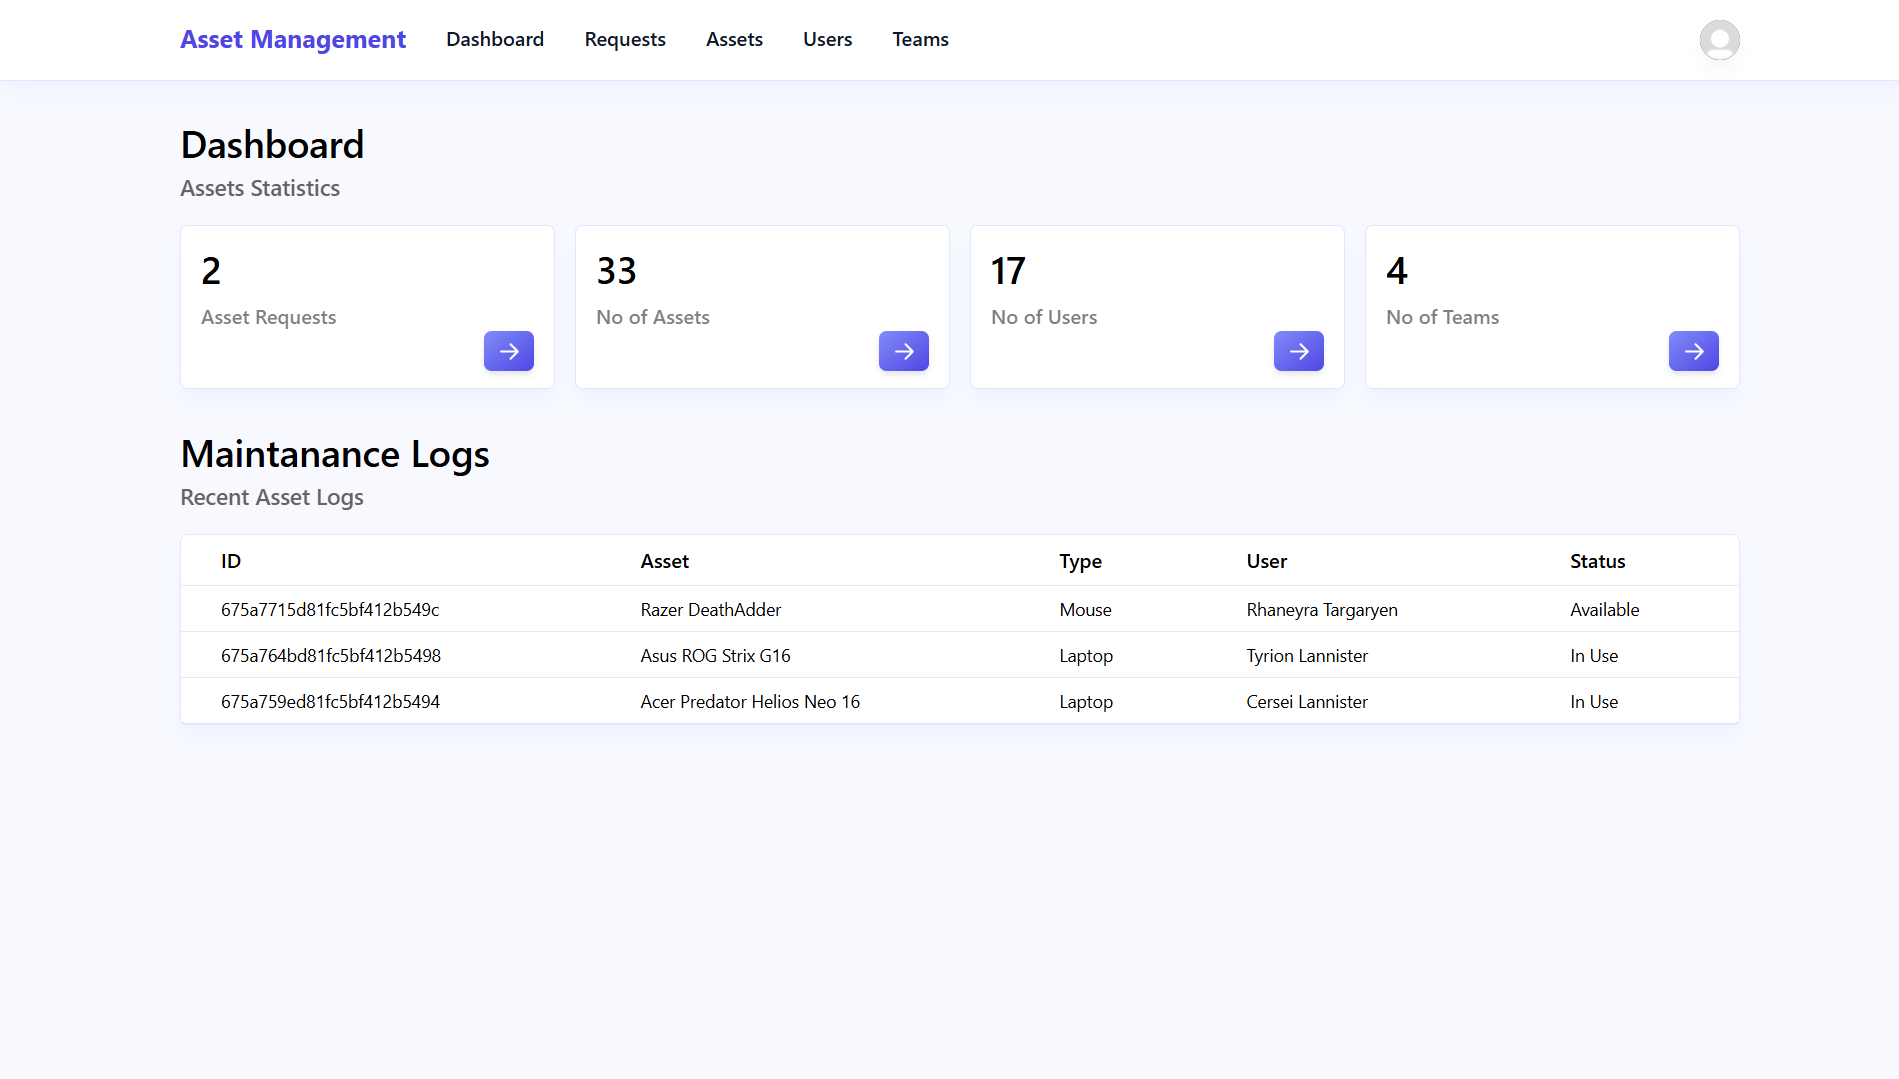 Asset Management Dashboard Requests Assets Users Teams
Dashboard
Assets Statistics
2 33 17 4
Asset Requests No of Assets No of Users No of Teams
Maintanance Logs
Recent Asset Logs
ID Asset Type User Status
675a7715d81fc5bf412b549c Razer DeathAdder Mouse Rhaneyra Targaryen Available
675a764bd81fc5bf412b5498 Asus ROG Strix G16 Laptop Tyrion Lannister In Use
675a759ed81fc5bf412b5494 Acer Predator Helios Neo 16 Laptop Cersei Lannister In Use